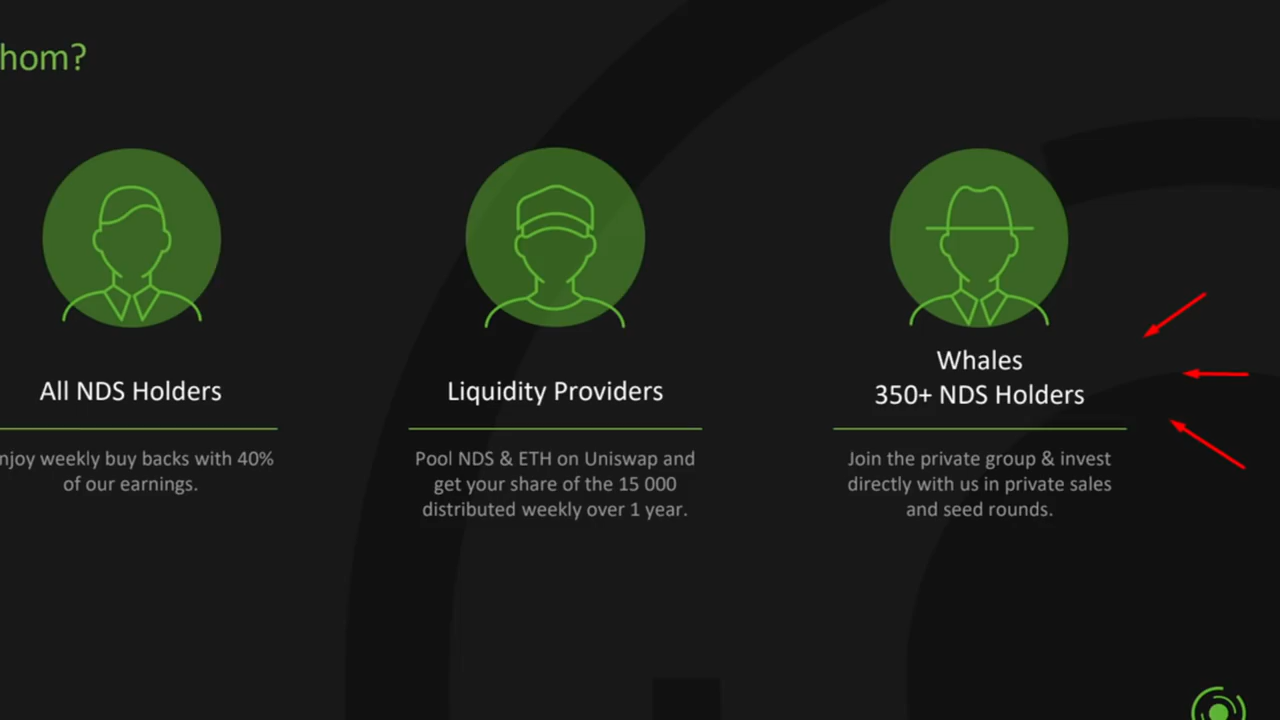 hom?
All NDS Holders
njoy weekly buy backs with 40%
of our earnings.
Liquidity Providers
Pool NDS & ETH on Uniswap and
get your share of the 15 000
distributed weekly over 1 year.
Whales
350+ NDS Holders
Join the private group & invest
directly with us in private sales
and seed rounds.